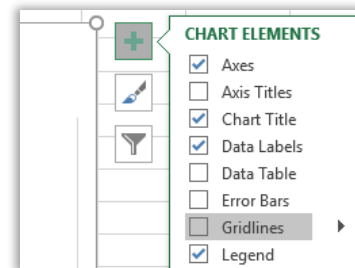 CHART ELEMENTS
Axes
Axis Titles
Chart Title
Data Labels
Data Table
Error Bars
Gridlines
Legend